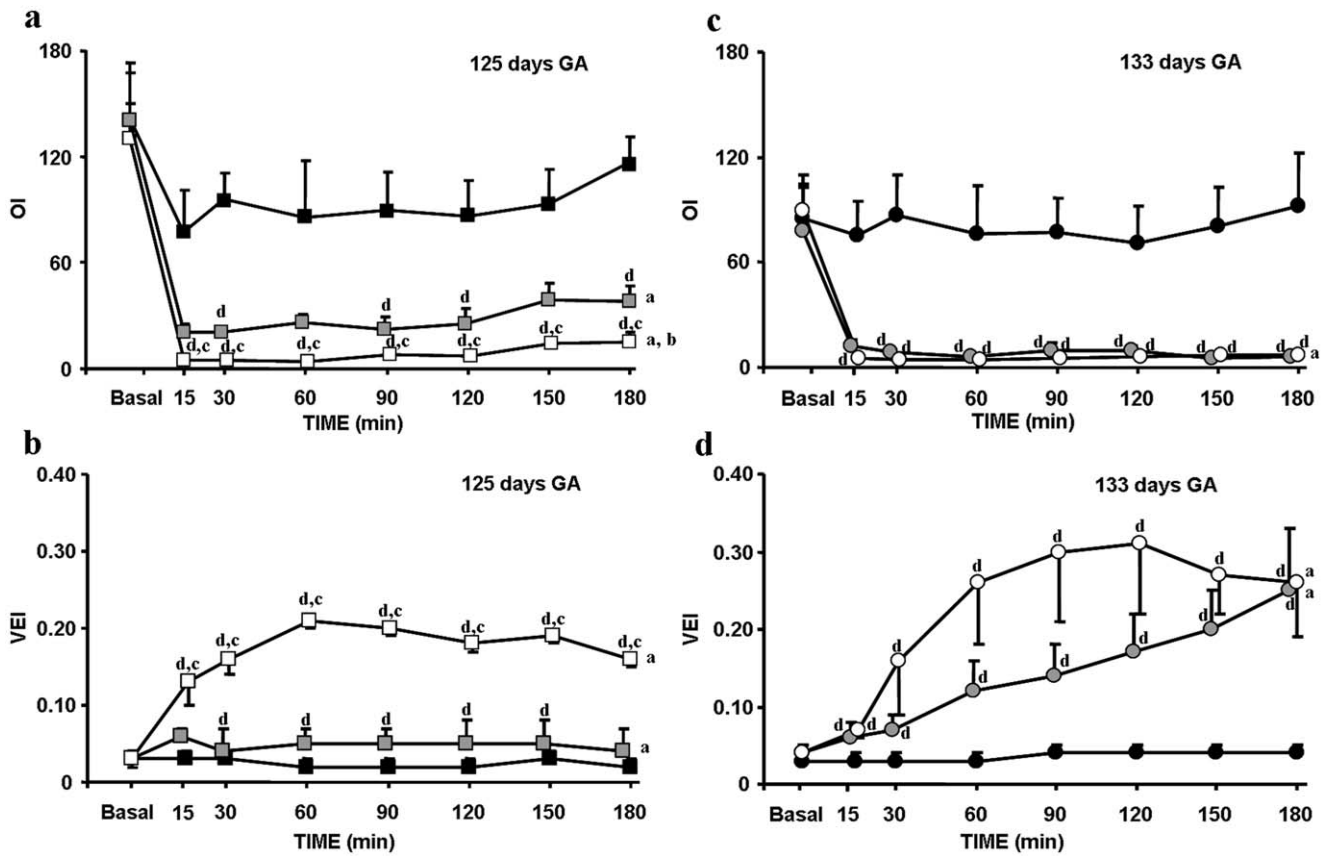 a
180
125 days GA
120
OI
60
d
d d d a
d,c d,c
d,c d,c d,c d,c d,c a, b
0
Basal 15 30 60 90 120 150 180
TIME (min)
c
180
133 days GA
120
OI
60
d d d d d d
d d d d d d d a
0
Basal 15 30 60 90 120 150 180
TIME (min)
b
0.40
125 days GA
0.30
VEI
d,c d,c d,c d,c
0.20
d,c d,c d,c a
0.10
d d d d d a
0
Basal 15 30 60 90 120 150 180
TIME (min)
d
0.40
133 days GA
d d
0.30
d d d a
a
VEI
d d
0.20
d d
0.10
d d
d d d
0
Basal 15 30 60 90 120 150 180
TIME (min)